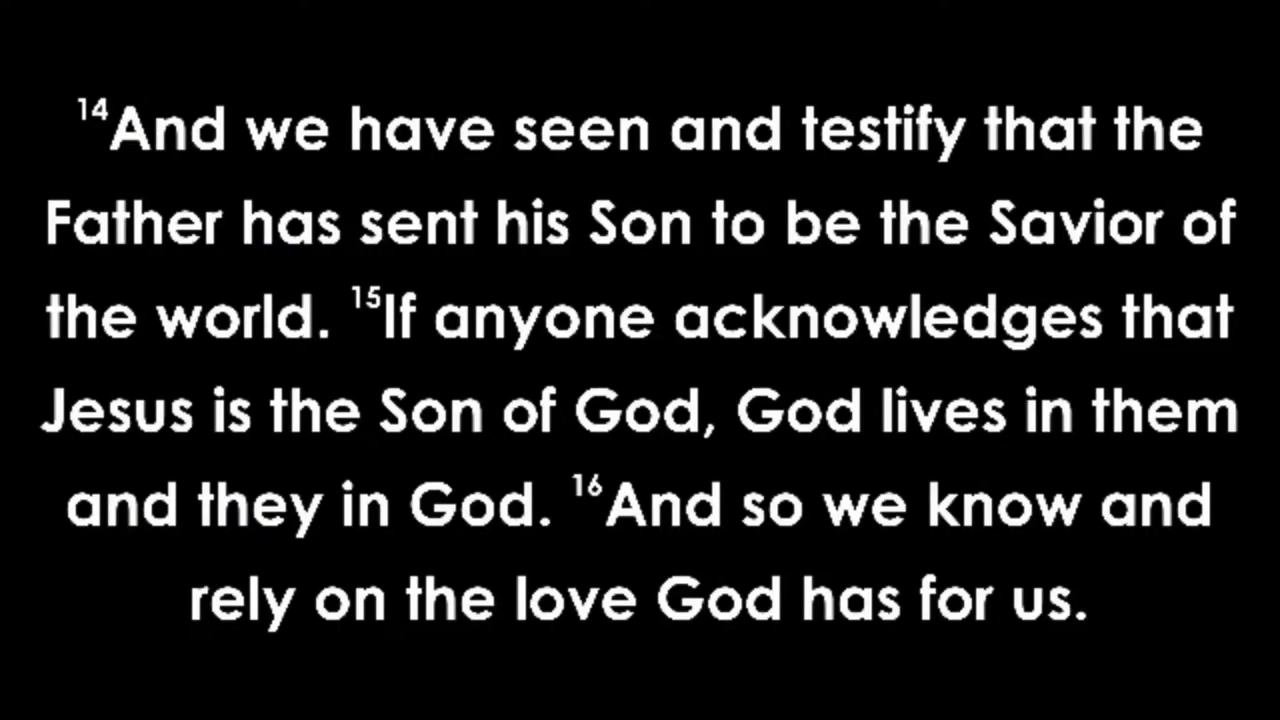 ¹⁴And we have seen and testify that the
Father has sent his Son to be the Savior of
the world. ¹⁵If anyone acknowledges that
Jesus is the Son of God, God lives in them
and they in God. ¹⁶And so we know and
rely on the love God has for us.